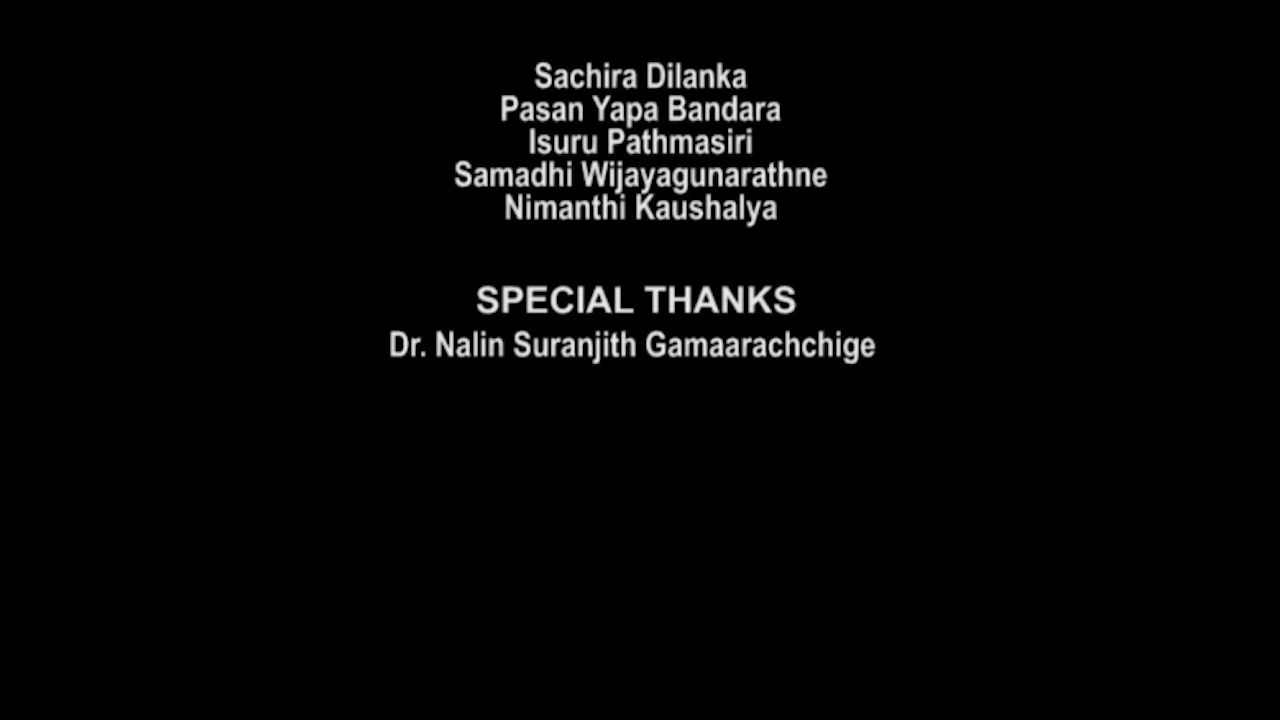 Sachira Dilanka
Pasan Yapa Bandara
Isuru Pathmasiri
Samadhi Wijayagunarathne
Nimanthi Kaushalya
SPECIAL THANKS
Dr. Nalin Suranjith Gamaarachchige